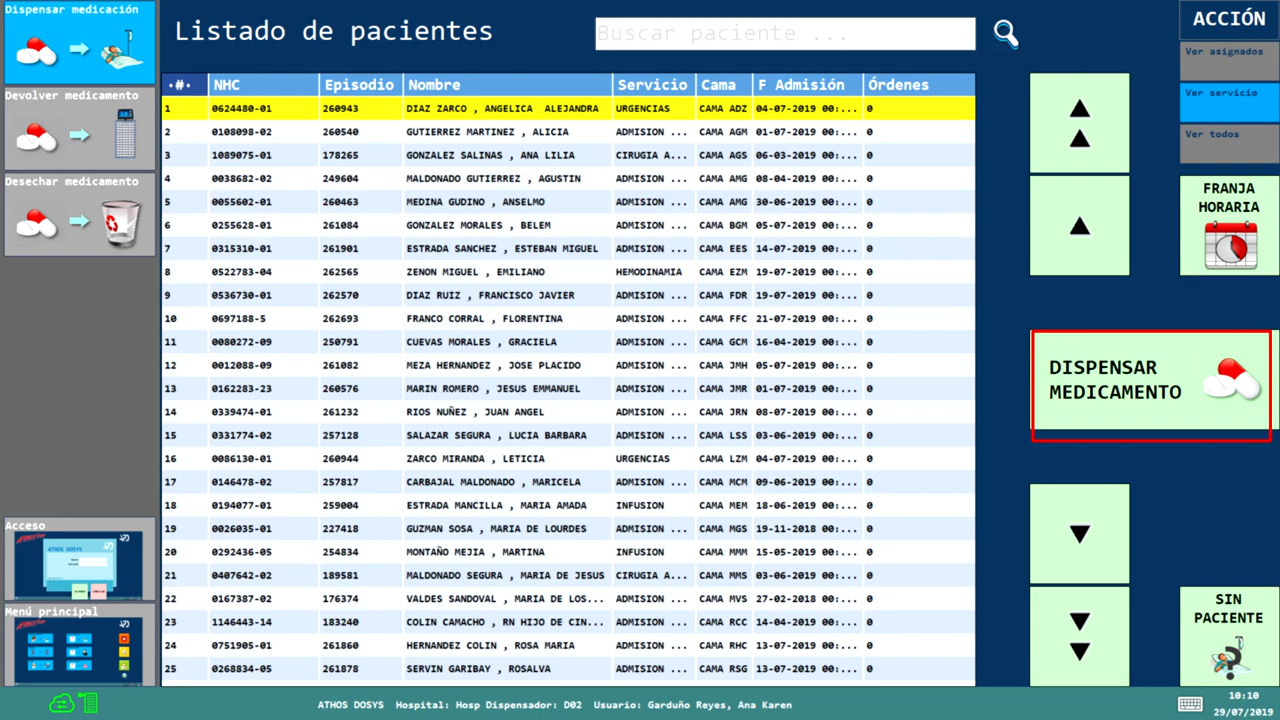 Dispensar medicación
Devolver medicamento
Desechar medicamento
Acceso
ATHOS DOSYS
Menú principal
Listado de pacientes
Buscar paciente ...
·#· NHC Episodio Nombre Servicio Cama F Admisión Órdenes
1 0624480-01 260943 DIAZ ZARCO , ANGELICA ALEJANDRA URGENCIAS CAMA ADZ 04-07-2019 00:... 0
2 0108098-02 260540 GUTIERREZ MARTINEZ , ALICIA ADMISION ... CAMA AGM 01-07-2019 00:... 0
3 1089075-01 178265 GONZALEZ SALINAS , ANA LILIA CIRUGIA A... CAMA AGS 06-03-2019 00:... 0
4 0038682-02 249604 MALDONADO GUTIERREZ , AGUSTIN ADMISION ... CAMA AMG 08-04-2019 00:... 0
5 0055602-01 260463 MEDINA GUDINO , ANSELMO ADMISION ... CAMA AMG 30-06-2019 00:... 0
6 0255628-01 261084 GONZALEZ MORALES , BELEM ADMISION ... CAMA BGM 05-07-2019 00:... 0
7 0315310-01 261901 ESTRADA SANCHEZ , ESTEBAN MIGUEL ADMISION ... CAMA EES 14-07-2019 00:... 0
8 0522783-04 262565 ZENON MIGUEL , EMILIANO HEMODINAMIA CAMA EZM 19-07-2019 00:... 0
9 0536730-01 262570 DIAZ RUIZ , FRANCISCO JAVIER ADMISION ... CAMA FDR 19-07-2019 00:... 0
10 0697188-5 262693 FRANCO CORRAL , FLORENTINA ADMISION ... CAMA FFC 21-07-2019 00:... 0
11 0080272-09 250791 CUEVAS MORALES , GRACIELA ADMISION ... CAMA GCM 16-04-2019 00:... 0
12 0012088-09 261082 MEZA HERNANDEZ , JOSE PLACIDO ADMISION ... CAMA JMH 05-07-2019 00:... 0
13 0162283-23 260576 MARIN ROMERO , JESUS EMMANUEL ADMISION ... CAMA JMR 01-07-2019 00:... 0
14 0339474-01 261232 RIOS NUÑEZ , JUAN ANGEL ADMISION ... CAMA JRN 08-07-2019 00:... 0
15 0331774-02 257128 SALAZAR SEGURA , LUCIA BARBARA ADMISION ... CAMA LSS 03-06-2019 00:... 0
16 0086130-01 260944 ZARCO MIRANDA , LETICIA URGENCIAS CAMA LZM 04-07-2019 00:... 0
17 0146478-02 257817 CARBAJAL MALDONADO , MARICELA ADMISION ... CAMA MCM 09-06-2019 00:... 0
18 0194077-01 259004 ESTRADA MANCILLA , MARIA AMADA INFUSION CAMA MEM 18-06-2019 00:... 0
19 0026035-01 227418 GUZMAN SOSA , MARIA DE LOURDES ADMISION ... CAMA MGS 19-11-2018 00:... 0
20 0292436-05 254834 MONTAÑO MEJIA , MARTINA INFUSION CAMA MMM 15-05-2019 00:... 0
21 0407642-02 189581 MALDONADO SEGURA , MARIA DE JESUS CIRUGIA A... CAMA MMS 03-06-2019 00:... 0
22 0167387-02 176374 VALDES SANDOVAL , MARIA DE LOS... ADMISION ... CAMA MVS 27-02-2018 00:... 0
23 1146443-14 183240 COLIN CAMACHO , RN HIJO DE CIN... ADMISION ... CAMA RCC 14-04-2019 00:... 0
24 0751905-01 261860 HERNANDEZ COLIN , ROSA MARIA ADMISION ... CAMA RHC 13-07-2019 00:... 0
25 0268834-05 261878 SERVIN GARIBAY , ROSALVA ADMISION ... CAMA RSG 13-07-2019 00:... 0
ACCIÓN
Ver asignados
Ver servicio
Ver todos
FRANJA
HORARIA
DISPENSAR
MEDICAMENTO
SIN
PACIENTE
ATHOS DOSYS Hospital: Hosp Dispensador: D02 Usuario: Garduño Reyes, Ana Karen
10:10
29/07/2019